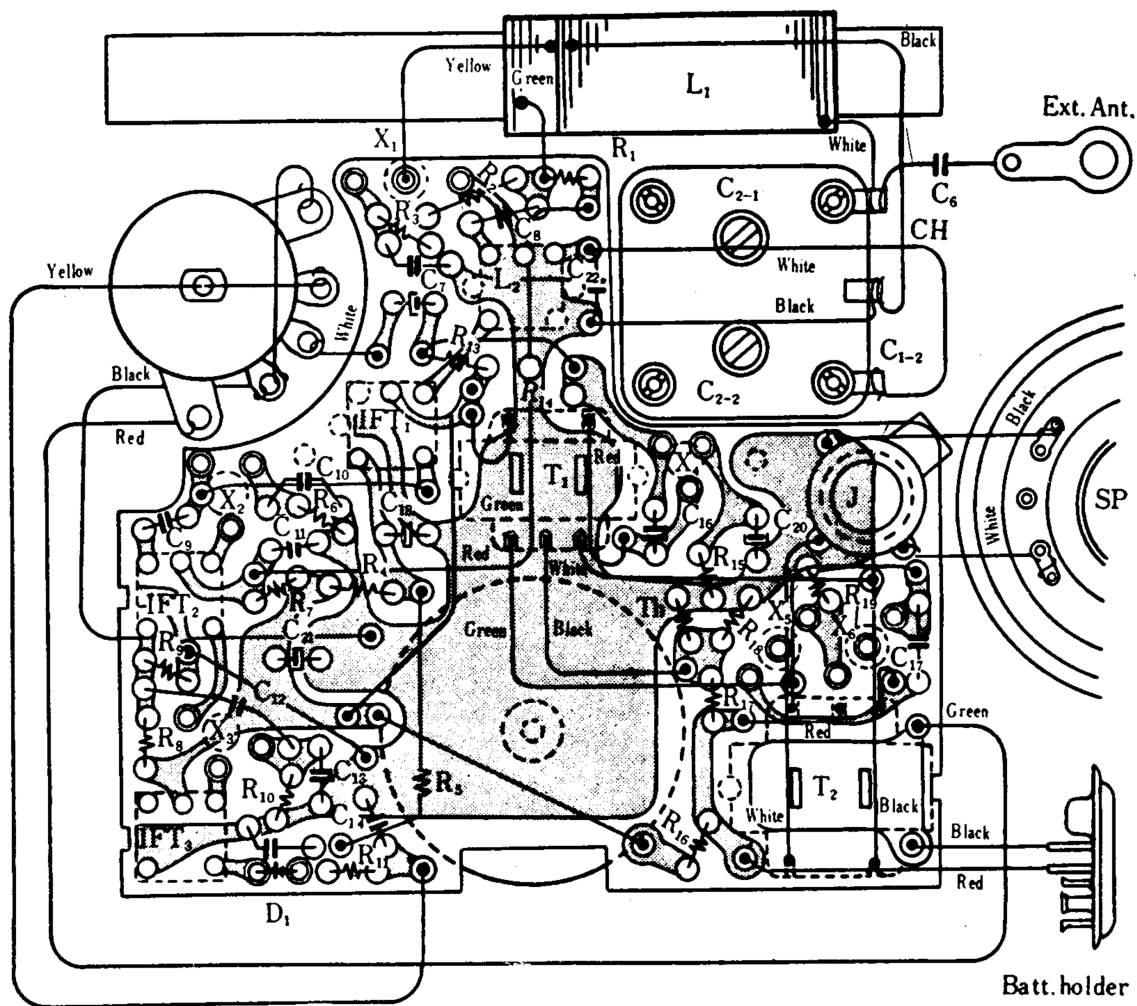 Black
Yellow
Green
L₁
Ext. Ant.
X₁
R₁
White
C₆
R₂
C₂₋₁
R₃
C₈
CH
C₇
L₂
C₂₂
White
Yellow
Black
White
R₁₃
C₁₋₂
Black
C₂₋₂
Black
Red
IFT₁
R₁₄
Red
X₄
T₁
C₁₀
J
SP
X₂
R₆
Green
C₁₈
C₁₆
C₂₀
White
C₉
C₁₁
Red
White
R₁₅
IFT₂
R₇
Th
R₁₉
Green
Black
X₅
X₆
R₁₈
C₂₁
R₉
C₁₇
C₁₂
R₁₇
Green
X₃
Red
R₈
C₁₃
R₅
T₂
R₁₀
White
Black
C₁₄
IFT₃
R₁₆
Black
R₁₁
Red
D₁
Batt. holder